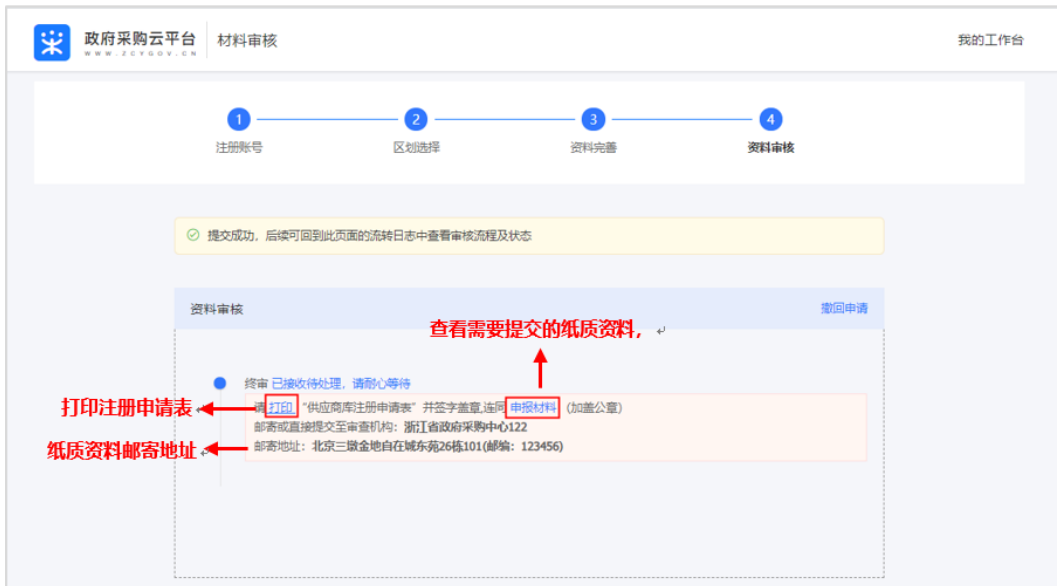 政府采购云平台 材料审核 我的工作台
WWW.ZCYGOV.CN
1 2 3 4
注册账号 区划选择 资料完善 资料审核
提交成功，后续可回到此页面的流转日志中查看审核流程及状态
资料审核 撤回申请
查看需要提交的纸质资料，
终审 已接收待处理，请耐心等待
打印注册申请表
请 打印 “供应商库注册申请表” 并签字盖章,连同 申报材料 (加盖公章)
邮寄或直接提交至审查机构：浙江省政府采购中心122
纸质资料邮寄地址
邮寄地址：北京三墩金地自在城东苑26栋101(邮编：123456)